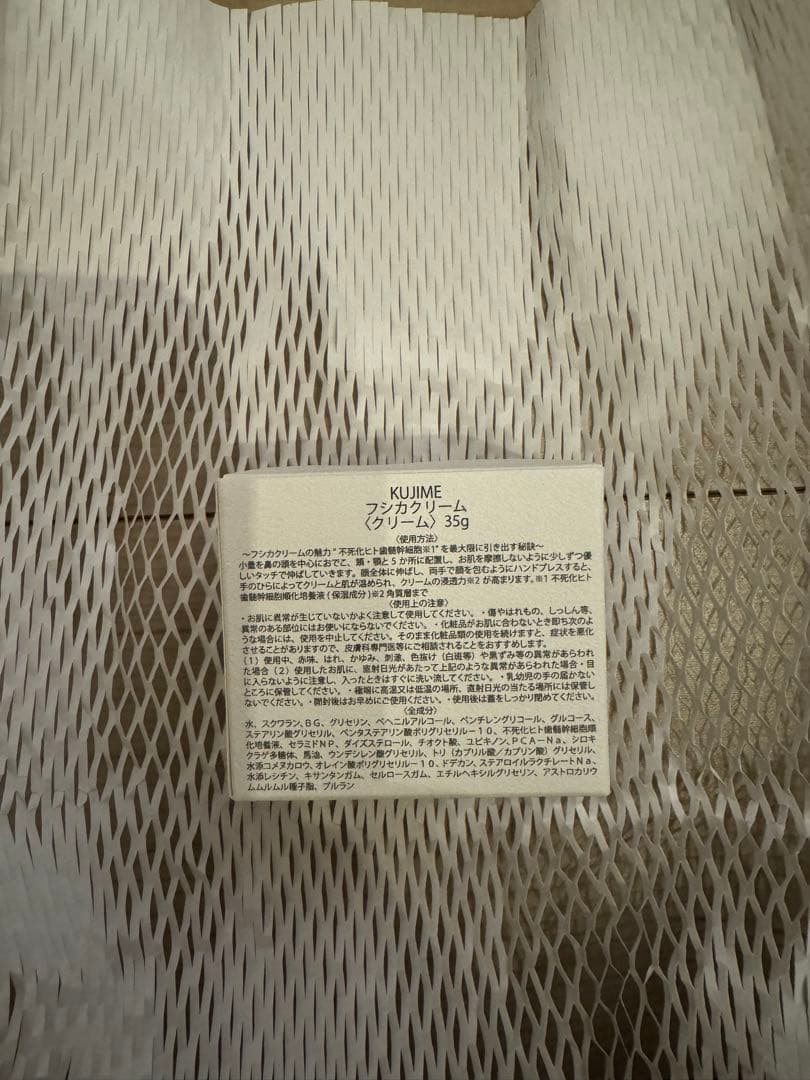 KUJIME
フシカクリーム
〈クリーム〉35g
〈使用方法〉
～フシカクリームの魅力“不死化ヒト歯髄幹細胞※1”を最大限に引き出す秘訣～
小量を鼻の頭を中心におでこ、頬・顎と5か所に配置し、お肌を摩擦しないように少しずつ優
しいタッチで伸ばしていきます。顔全体に伸ばし、両手で顔を包むようにハンドプレスすると、
手のひらによってクリームと肌が温められ、クリームの浸透力※2が高まります。※1 不死化ヒト
歯髄幹細胞順化培養液(保湿成分)※2 角質層まで
〈使用上の注意〉
・お肌に異常が生じていないかよく注意して使用してください。・傷やはれもの、しっしん等、
異常のある部位にはお使いにならないでください。・化粧品がお肌に合わないとき即ち次のよ
うな場合には、使用を中止してください。そのまま化粧品類の使用を続けますと、症状を悪化
させることがありますので、皮膚科専門医等にご相談されることをおすすめします。
（1）使用中、赤味、はれ、かゆみ、刺激、色抜け（白斑等）や黒ずみ等の異常があらわれ
た場合（2）使用したお肌に、直射日光があたって上記のような異常があらわれた場合・目
に入らないように注意し、入ったときはすぐに洗い流してください。・乳幼児の手の届かない
ところに保管してください。・極端に高温又は低温の場所、直射日光の当たる場所には保管し
ないでください。・開封後はお早めにご使用ください。・使用後は蓋をしっかり閉めてください。
〈全成分〉
水、スクワラン、BG、グリセリン、ベヘニルアルコール、ペンチレングリコール、グルコース、
ステアリン酸グリセリル、ペンタステアリン酸ポリグリセリル－10、不死化ヒト歯髄幹細胞順
化培養液、セラミドNP、ダイズステロール、チオクト酸、ユビキノン、PCA－Na、シロキ
クラゲ多糖体、馬油、ウンデシレン酸グリセリル、トリ（カプリル酸／カプリン酸）グリセリル、
水添コメヌカロウ、オレイン酸ポリグリセリル－10、ドデカン、ステアロイルラクチレートNa、
水添レシチン、キサンタンガム、セルロースガム、エチルヘキシルグリセリン、アストロカリウ
ムムルムル種子脂、プルラン